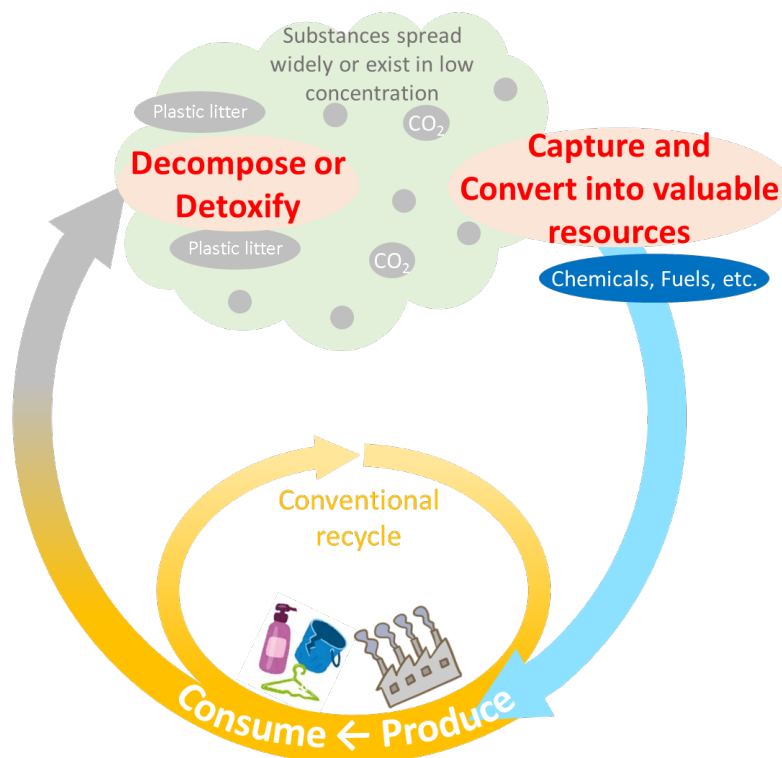 Substances spread
widely or exist in low
concentration
Plastic litter
CO₂
Decompose or
Detoxify
Capture and
Convert into valuable
resources
Plastic litter
CO₂
Chemicals, Fuels, etc.
Conventional
recycle
Consume ← Produce